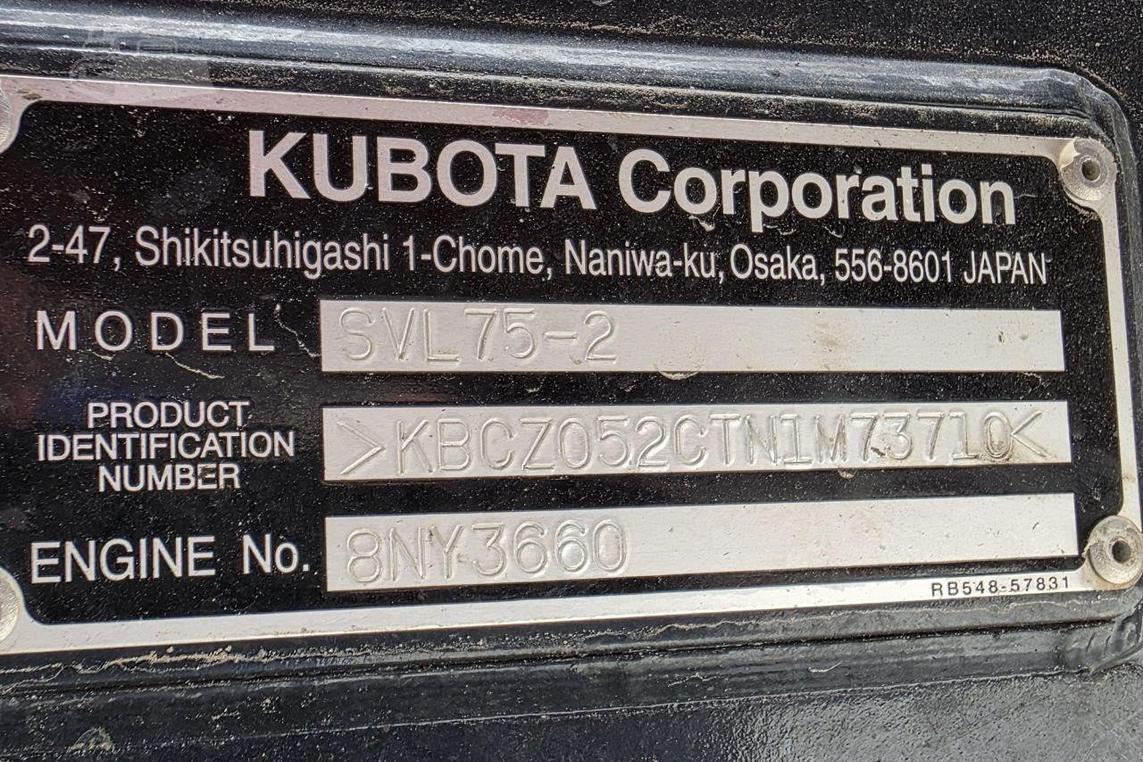 KUBOTA Corporation
2-47, Shikitsuhigashi 1-Chome, Naniwa-ku, Osaka, 556-8601 JAPAN
MODEL SVL75-2
PRODUCT
IDENTIFICATION
NUMBER
>KBCZ052CTN1M73710<
ENGINE No. 8NY3660
RB548-57831